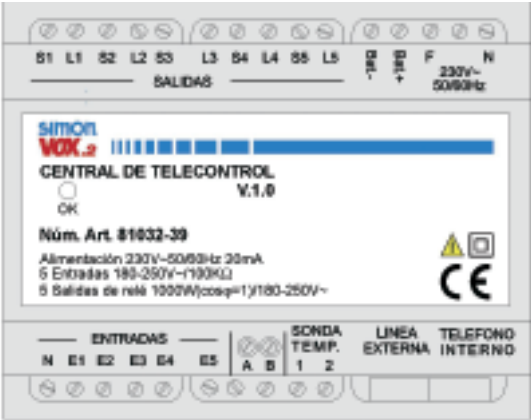 S1 L1 S2 L2 S3 L3 S4 L4 S5 L5 Bat.- Bat.+ F N
SALIDAS
230V~
50/60Hz
simon
VOX.2
CENTRAL DE TELECONTROL
V.1.0
OK
Núm. Art. 81032-39
Alimentación 230V~50/60Hz 20mA
5 Entradas 180-250V~/100KΩ
5 Salidas de relé 1000W(cosφ=1)/180-250V~
CE
ENTRADAS
SONDA
TEMP.
LINEA
EXTERNA
TELEFONO
INTERNO
N E1 E2 E3 E4 E5 A B 1 2